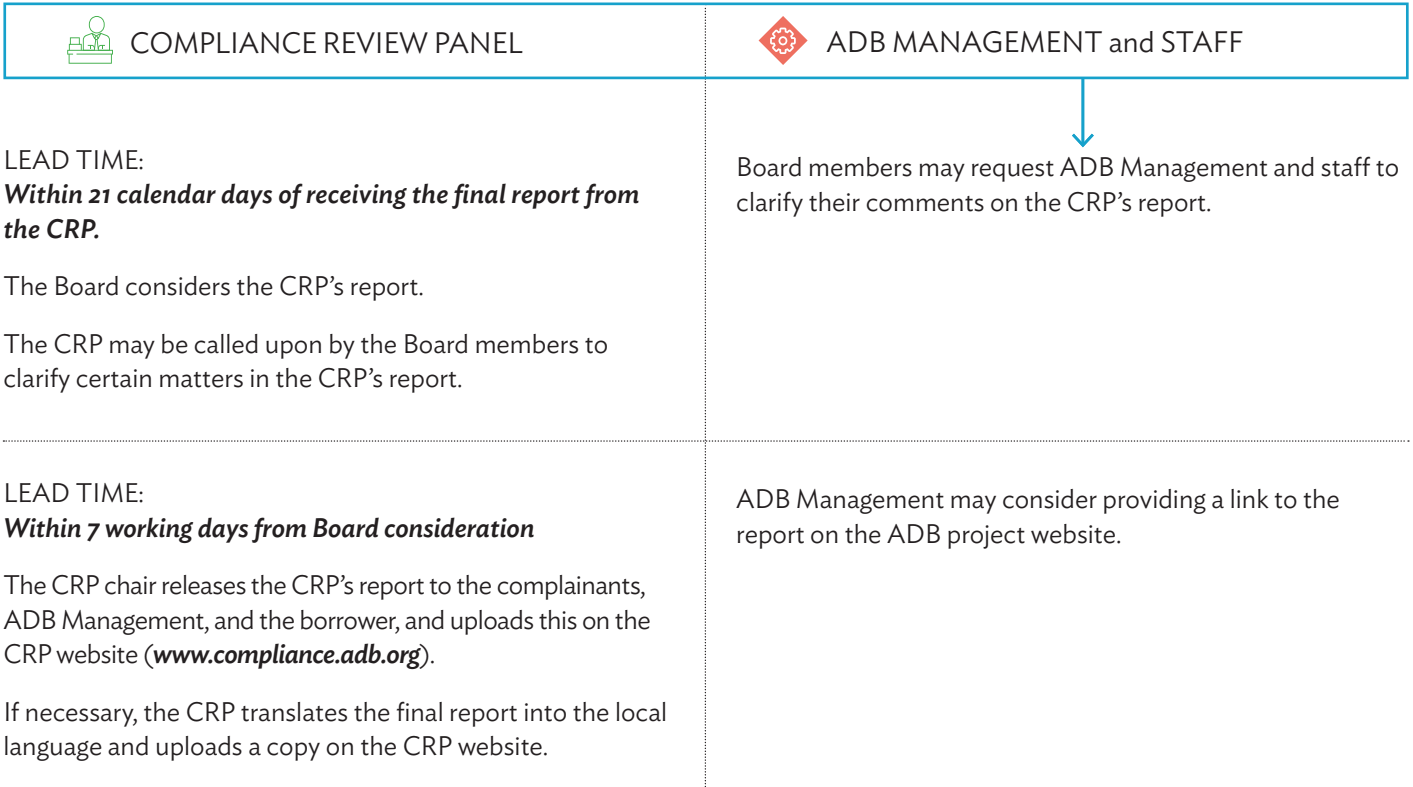 COMPLIANCE REVIEW PANEL
ADB MANAGEMENT and STAFF
LEAD TIME:
Within 21 calendar days of receiving the final report from
the CRP.
The Board considers the CRP’s report.
The CRP may be called upon by the Board members to
clarify certain matters in the CRP’s report.
Board members may request ADB Management and staff to
clarify their comments on the CRP’s report.
LEAD TIME:
Within 7 working days from Board consideration
The CRP chair releases the CRP’s report to the complainants,
ADB Management, and the borrower, and uploads this on the
CRP website (www.compliance.adb.org).
If necessary, the CRP translates the final report into the local
language and uploads a copy on the CRP website.
ADB Management may consider providing a link to the
report on the ADB project website.